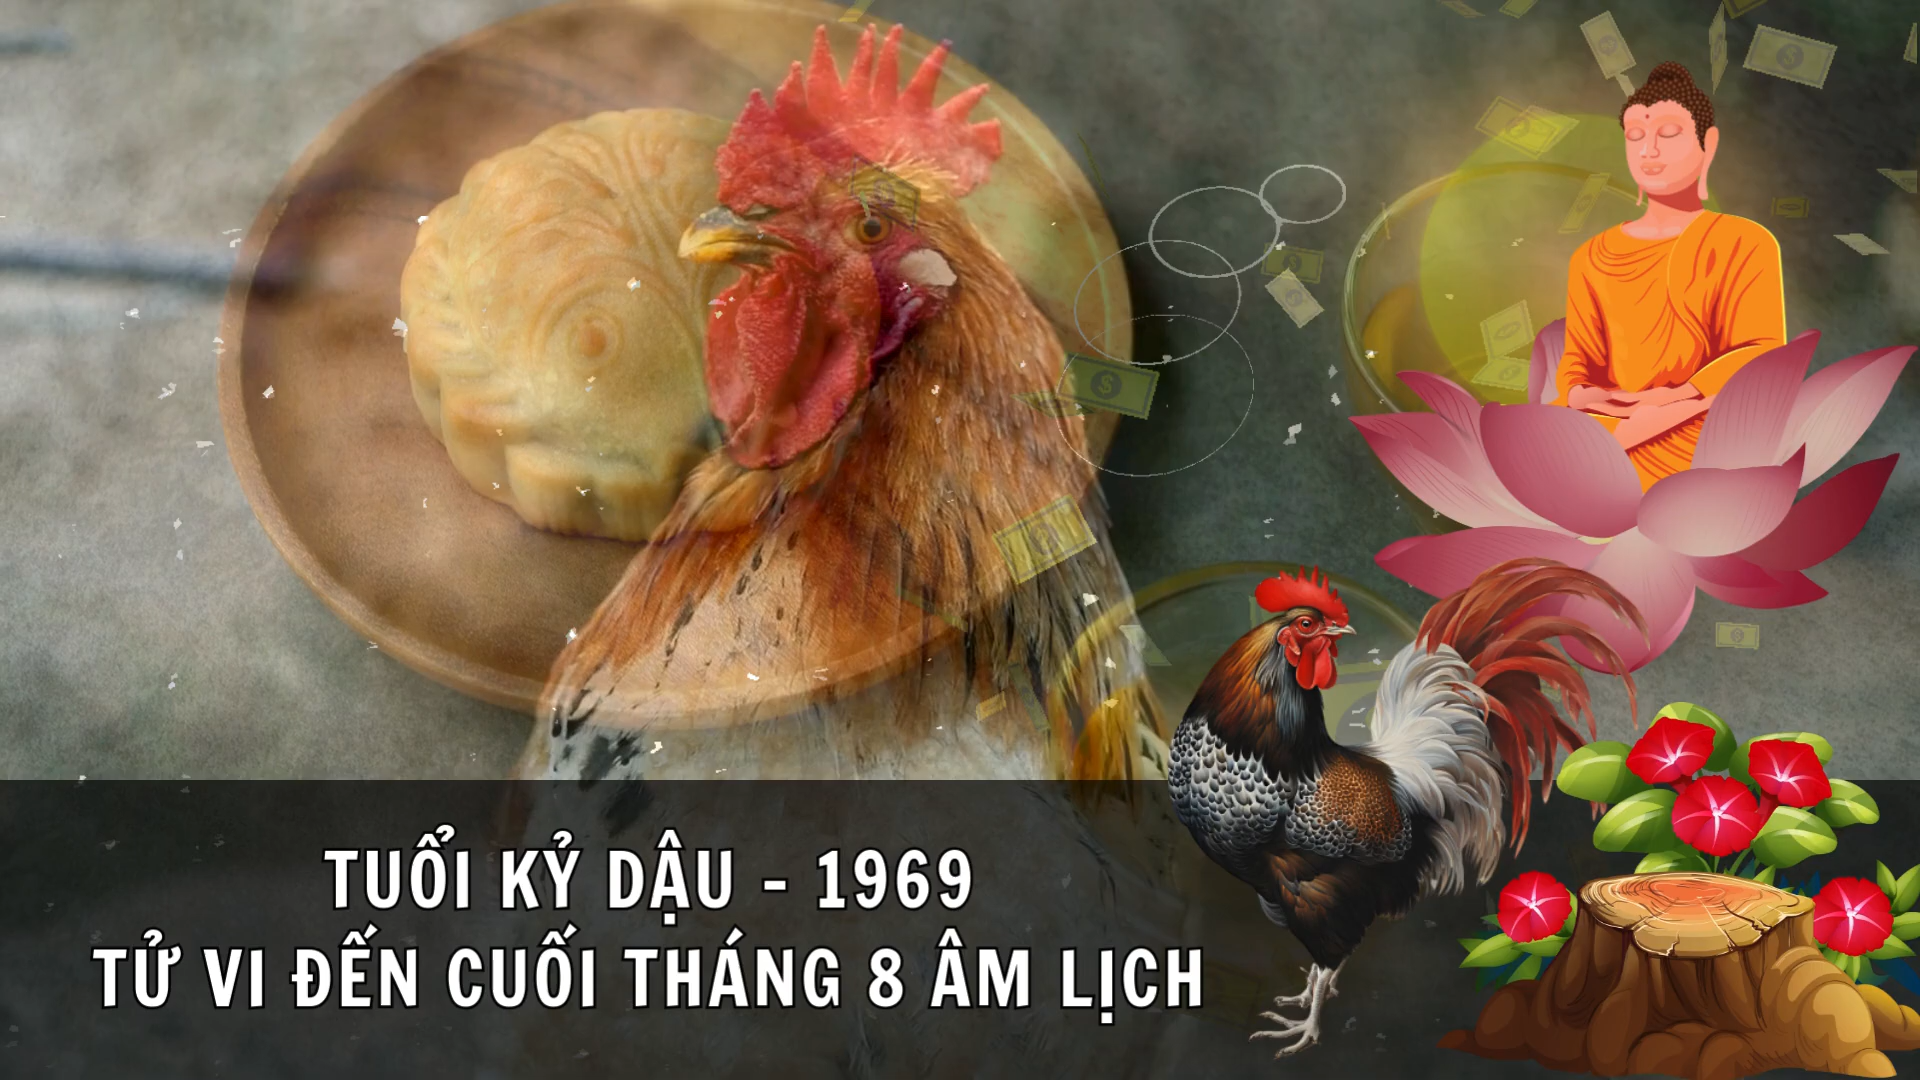 TUỔI KỶ DẬU - 1969
TỬ VI ĐẾN CUỐI THÁNG 8 ÂM LỊCH